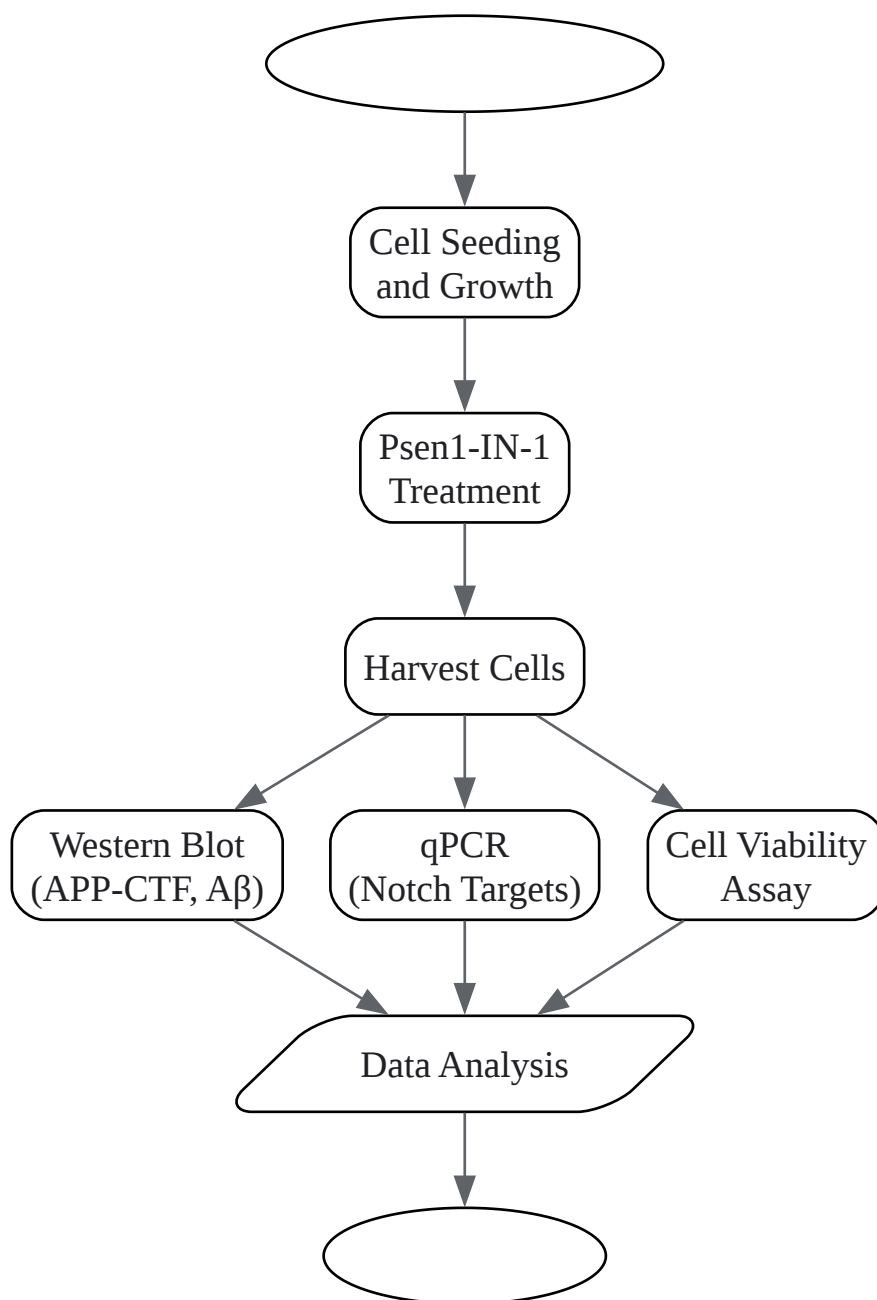 Cell Seeding
and Growth
Psen1-IN-1
Treatment
Harvest Cells
Western Blot
(APP-CTF, Aβ)
qPCR
(Notch Targets)
Cell Viability
Assay
Data Analysis